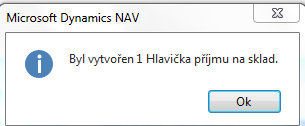 Microsoft Dynamics NAV
Byl vytvořen 1 Hlavička příjmu na sklad.
Ok